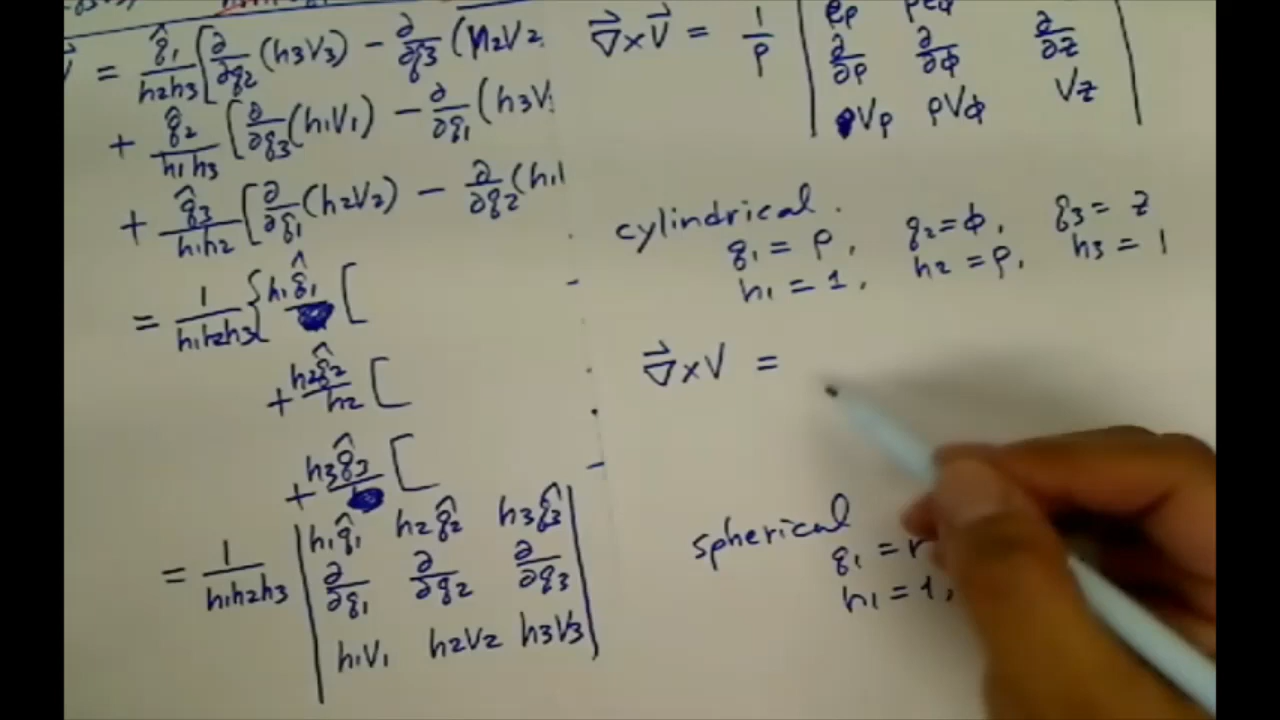 = q̂1/h2h3 [∂/∂q2 (h3V3) − ∂/∂q3 (h2V2
+ q̂2/h1h3 [∂/∂q3 (h1V1) − ∂/∂q1 (h3V
+ q̂3/h1h2 [∂/∂q1 (h2V2) − ∂/∂q2 (h1
= 1/h1h2h3 { h1q̂1 [
+ h2q̂2/h2 [
+ h3q̂3 [
= 1/h1h2h3 | h1q̂1 h2q̂2 h3q̂3 |
| ∂/∂q1 ∂/∂q2 ∂/∂q3 |
| h1V1 h2V2 h3V3 |
∇⃗ × V⃗ = 1/ρ |
| ∂/∂ρ ∂/∂φ ∂/∂z |
| Vρ ρVφ Vz |
cylindrical.
q1 = ρ, q2 = φ, q3 = z
h1 = 1, h2 = ρ, h3 = 1
∇⃗ × V =
spherical
q1 = r
h1 = 1,